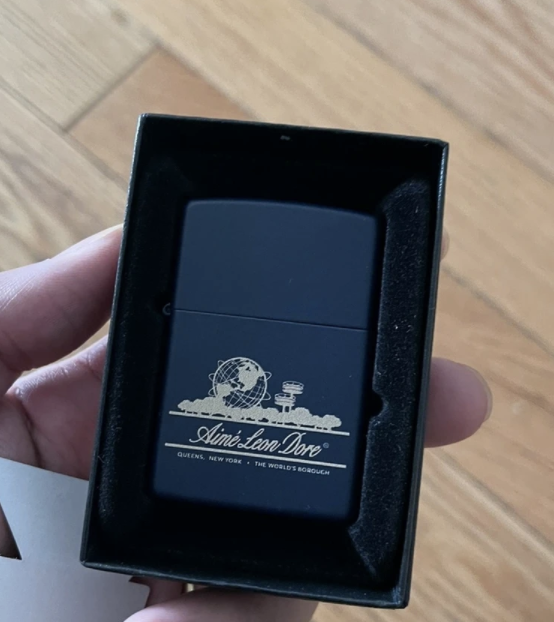 Aimé Leon Dore®
QUEENS, NEW YORK • THE WORLD'S BOROUGH